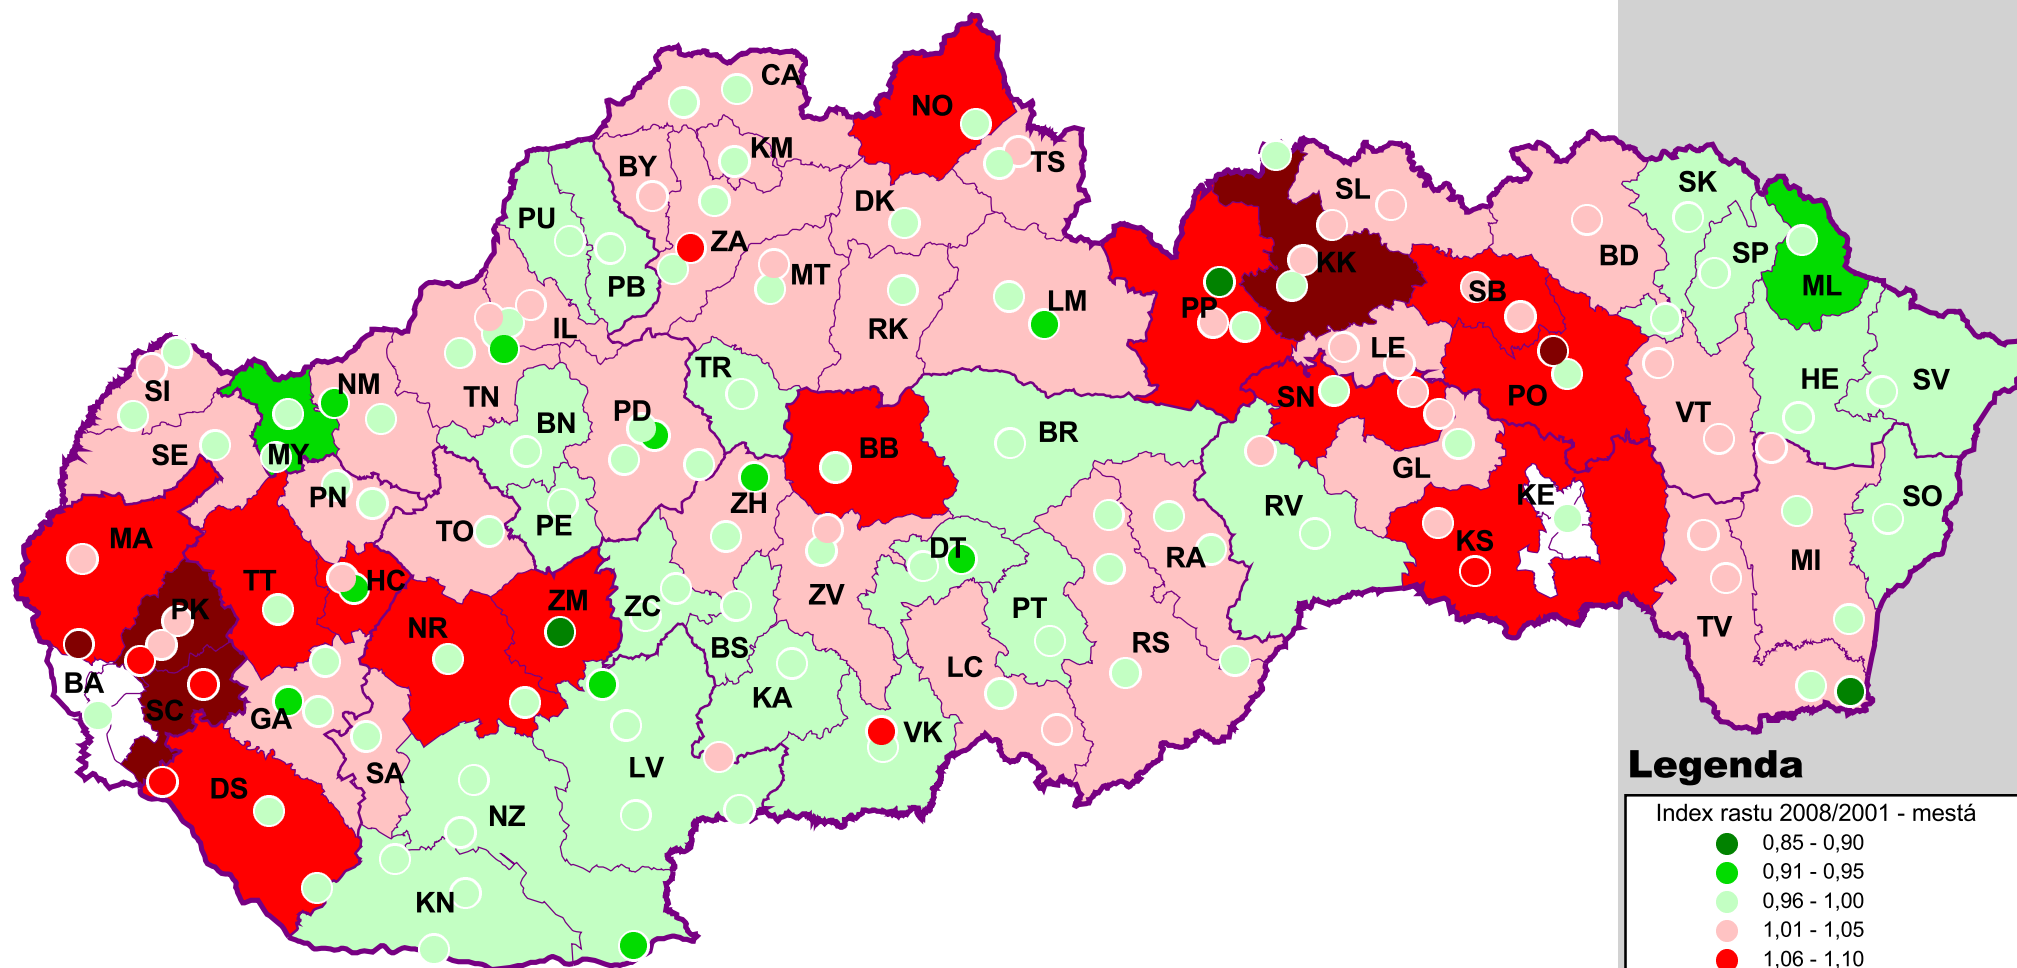 CA
NO
KM
BY
TS
DK
SL
SK
PU
ZA
SP
BD
PB
MT
KK
ML
LM
PP
SB
IL
RK
LE
TR
SI
NM
TN
HE
SV
SN
PO
BN
PD
VT
BB
BR
SE
MY
GL
PN
ZH
RV
KE
SO
TO
PE
MA
DT
RA
KS
MI
TT
HC
ZM
ZV
PK
ZC
PT
NR
TV
RS
BS
LC
BA
KA
SC
GA
VK
SA
LV
DS
NZ
KN
Legenda
Index rastu 2008/2001 - mestá
0,85 - 0,90
0,91 - 0,95
0,96 - 1,00
1,01 - 1,05
1,06 - 1,10